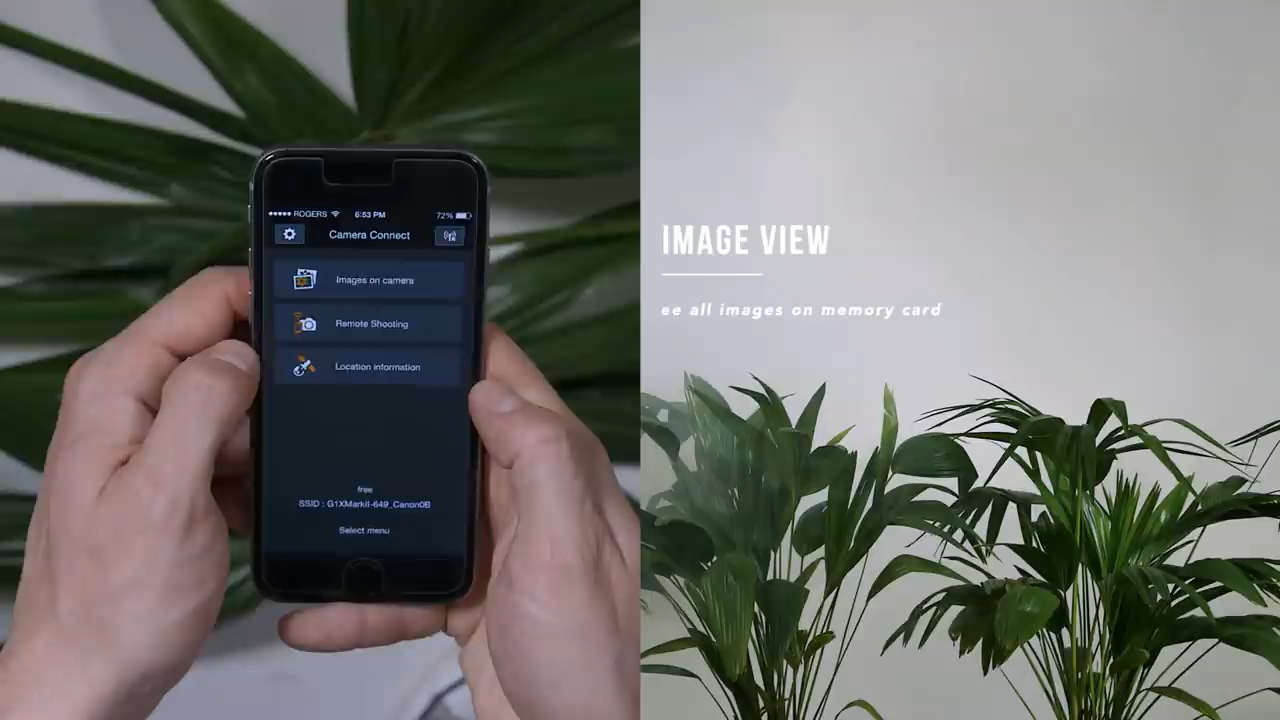 ROGERS 6:53 PM 72%
Camera Connect
Images on camera
Remote Shooting
Location information
free
SSID : G1XMarkII-649_Canon0B
Select menu
IMAGE VIEW
ee all images on memory card